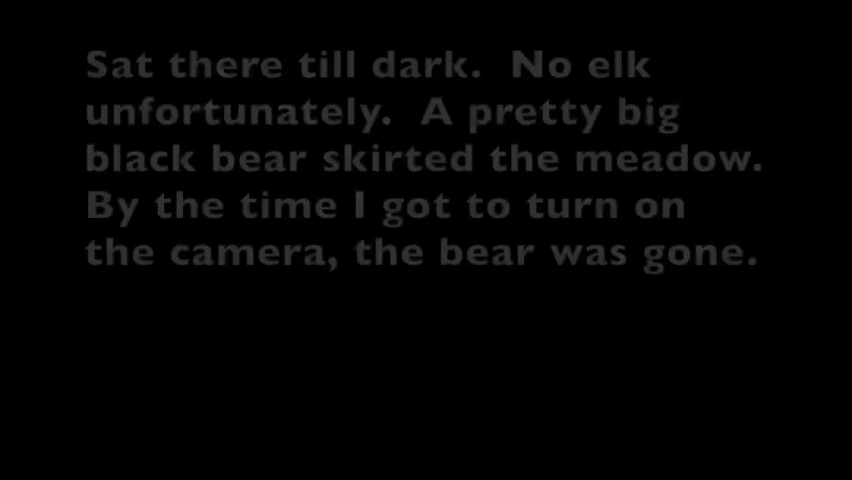 Sat there till dark.  No elk
unfortunately.  A pretty big
black bear skirted the meadow.
By the time I got to turn on
the camera, the bear was gone.